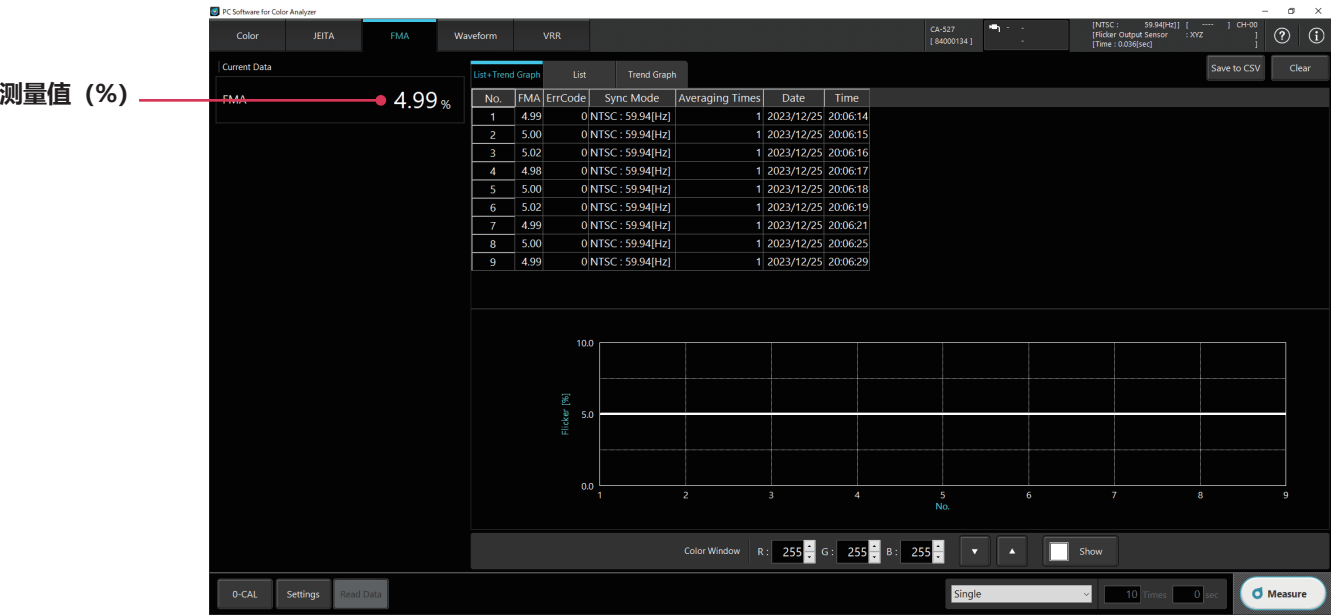 PC Software for Color Analyzer
Color JEITA FMA Waveform VRR
CA-527
[ 84000134 ]
- -
-
[NTSC : 59.94[Hz]] [ ---- ] CH-00
[Flicker Output Sensor : XYZ ]
[Time : 0.036[sec] ]
Current Data
测量值（%）
FMA 4.99 %
List+Trend Graph List Trend Graph
Save to CSV Clear
No. FMA ErrCode Sync Mode Averaging Times Date Time
1 4.99 0 NTSC : 59.94[Hz] 1 2023/12/25 20:06:14
2 5.00 0 NTSC : 59.94[Hz] 1 2023/12/25 20:06:15
3 5.02 0 NTSC : 59.94[Hz] 1 2023/12/25 20:06:16
4 4.98 0 NTSC : 59.94[Hz] 1 2023/12/25 20:06:17
5 5.00 0 NTSC : 59.94[Hz] 1 2023/12/25 20:06:18
6 5.02 0 NTSC : 59.94[Hz] 1 2023/12/25 20:06:19
7 4.99 0 NTSC : 59.94[Hz] 1 2023/12/25 20:06:21
8 5.00 0 NTSC : 59.94[Hz] 1 2023/12/25 20:06:25
9 4.99 0 NTSC : 59.94[Hz] 1 2023/12/25 20:06:29
Flicker [%]
10.0
5.0
0.0
1 2 3 4 5 6 7 8 9
No.
Color Window R : 255 G : 255 B : 255 ▼ ▲ Show
0-CAL Settings Read Data
Single 10 Times 0 sec Measure